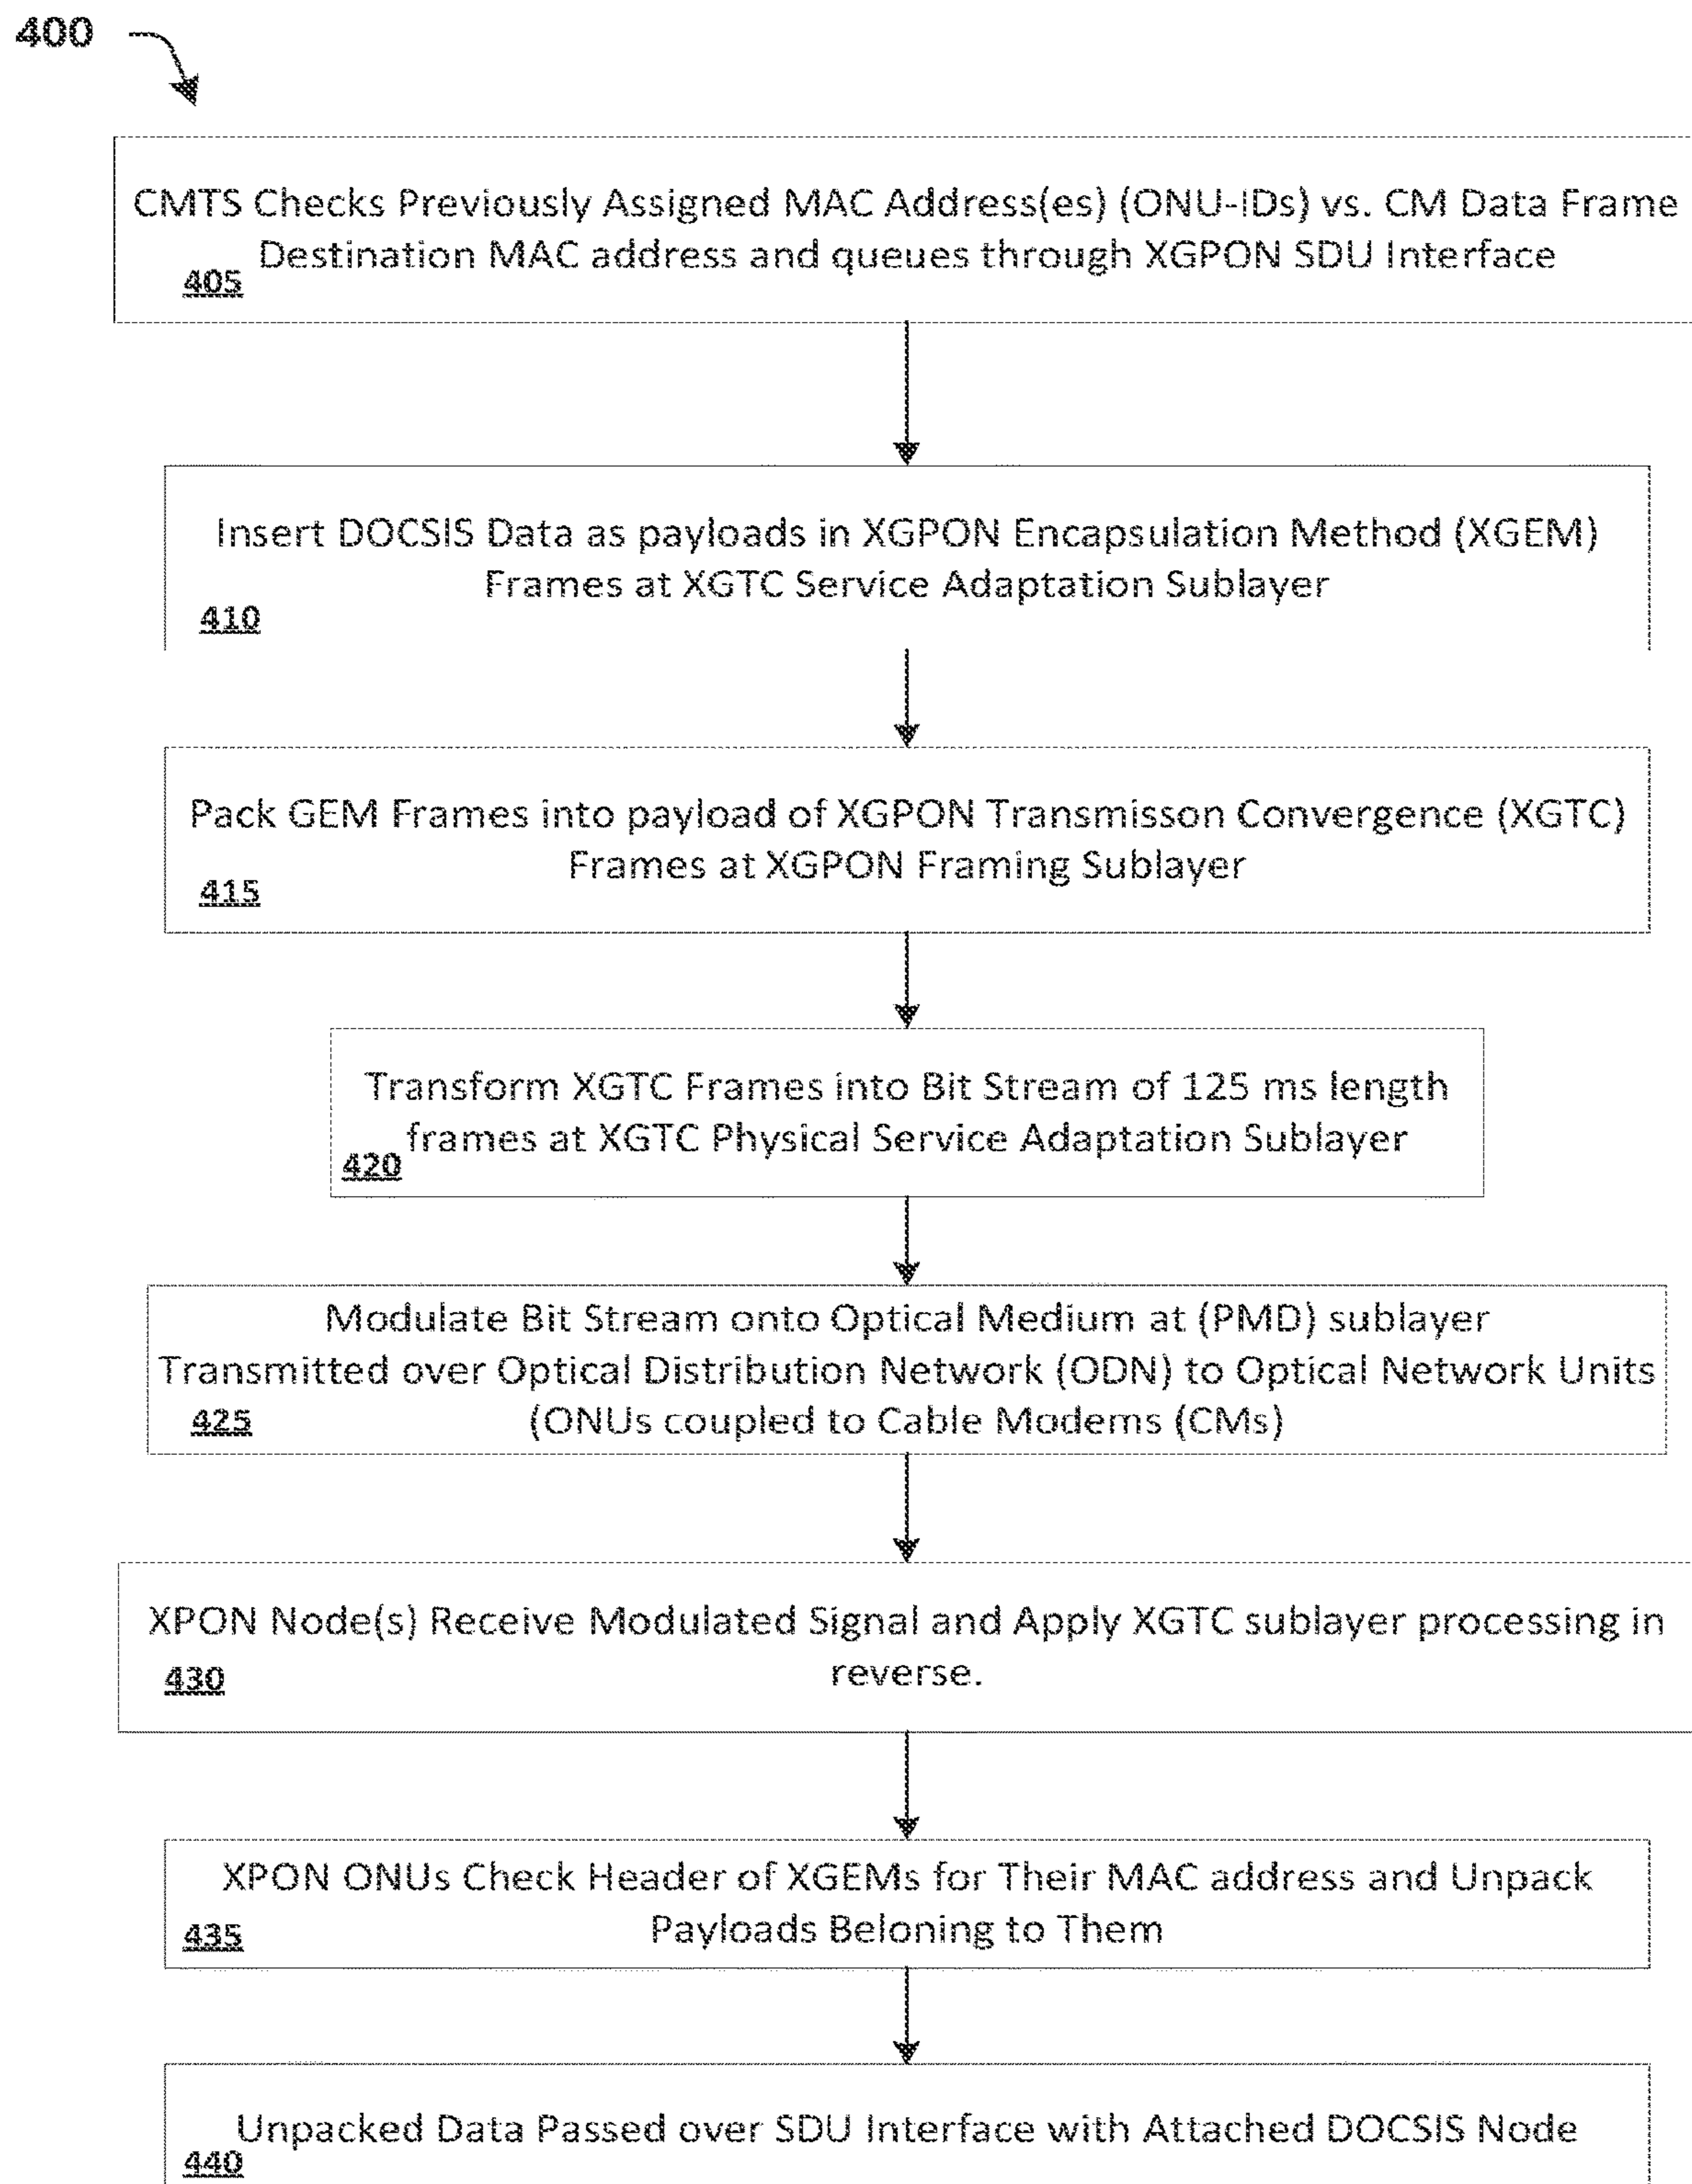 400
CMTS Checks Previously Assigned MAC Address(es) (ONU-IDs) vs. CM Data Frame
Destination MAC address and queues through XGPON SDU Interface
405
Insert DOCSIS Data as payloads in XGPON Encapsulation Method (XGEM)
Frames at XGTC Service Adaptation Sublayer
410
Pack GEM Frames into payload of XGPON Transmisson Convergence (XGTC)
Frames at XGPON Framing Sublayer
415
Transform XGTC Frames into Bit Stream of 125 ms length
frames at XGTC Physical Service Adaptation Sublayer
420
Modulate Bit Stream onto Optical Medium at (PMD) sublayer
Transmitted over Optical Distribution Network (ODN) to Optical Network Units
(ONUs coupled to Cable Modems (CMs)
425
XPON Node(s) Receive Modulated Signal and Apply XGTC sublayer processing in
reverse.
430
XPON ONUs Check Header of XGEMs for Their MAC address and Unpack
Payloads Beloning to Them
435
Unpacked Data Passed over SDU Interface with Attached DOCSIS Node
440